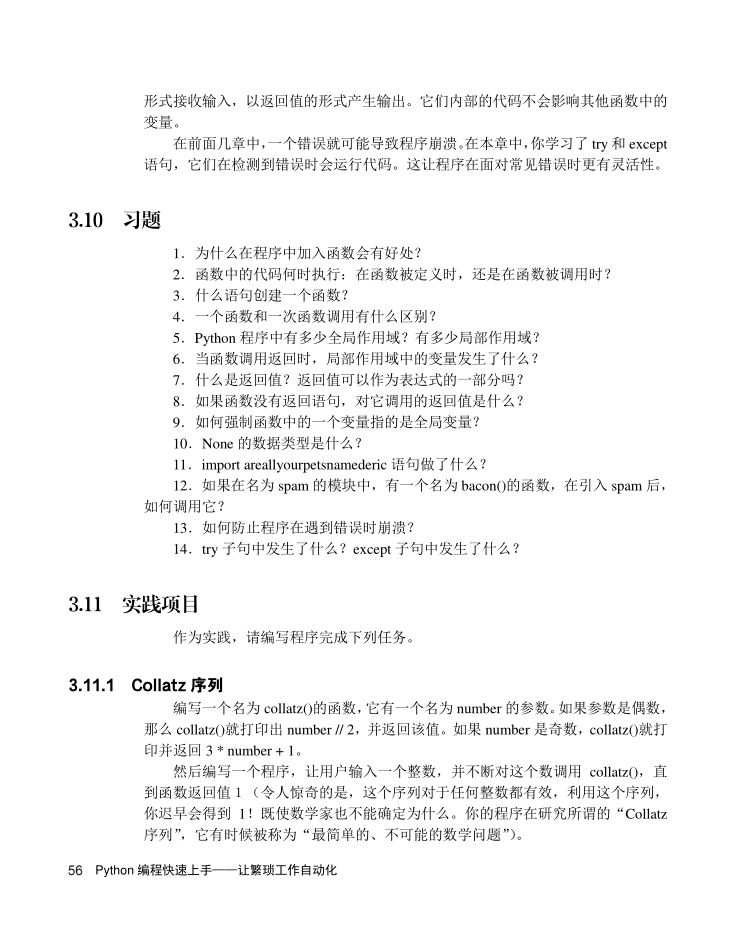 形式接收输入，以返回值的形式产生输出。它们内部的代码不会影响其他函数中的
变量。
在前面几章中，一个错误就可能导致程序崩溃。在本章中，你学习了 try 和 except
语句，它们在检测到错误时会运行代码。这让程序在面对常见错误时更有灵活性。
3.10 习题
1．为什么在程序中加入函数会有好处？
2．函数中的代码何时执行：在函数被定义时，还是在函数被调用时？
3．什么语句创建一个函数？
4．一个函数和一次函数调用有什么区别？
5．Python 程序中有多少全局作用域？有多少局部作用域？
6．当函数调用返回时，局部作用域中的变量发生了什么？
7．什么是返回值？返回值可以作为表达式的一部分吗？
8．如果函数没有返回语句，对它调用的返回值是什么？
9．如何强制函数中的一个变量指的是全局变量？
10．None 的数据类型是什么？
11．import areallyourpetsnamederic 语句做了什么？
12．如果在名为 spam 的模块中，有一个名为 bacon()的函数，在引入 spam 后，
如何调用它？
13．如何防止程序在遇到错误时崩溃？
14．try 子句中发生了什么？except 子句中发生了什么？
3.11 实践项目
作为实践，请编写程序完成下列任务。
3.11.1 Collatz 序列
编写一个名为 collatz()的函数，它有一个名为 number 的参数。如果参数是偶数，
那么 collatz()就打印出 number // 2，并返回该值。如果 number 是奇数，collatz()就打
印并返回 3 * number + 1。
然后编写一个程序，让用户输入一个整数，并不断对这个数调用 collatz()，直
到函数返回值 1（令人惊奇的是，这个序列对于任何整数都有效，利用这个序列，
你迟早会得到 1！既使数学家也不能确定为什么。你的程序在研究所谓的“Collatz
序列”，它有时候被称为“最简单的、不可能的数学问题”）。
56 Python 编程快速上手——让繁琐工作自动化